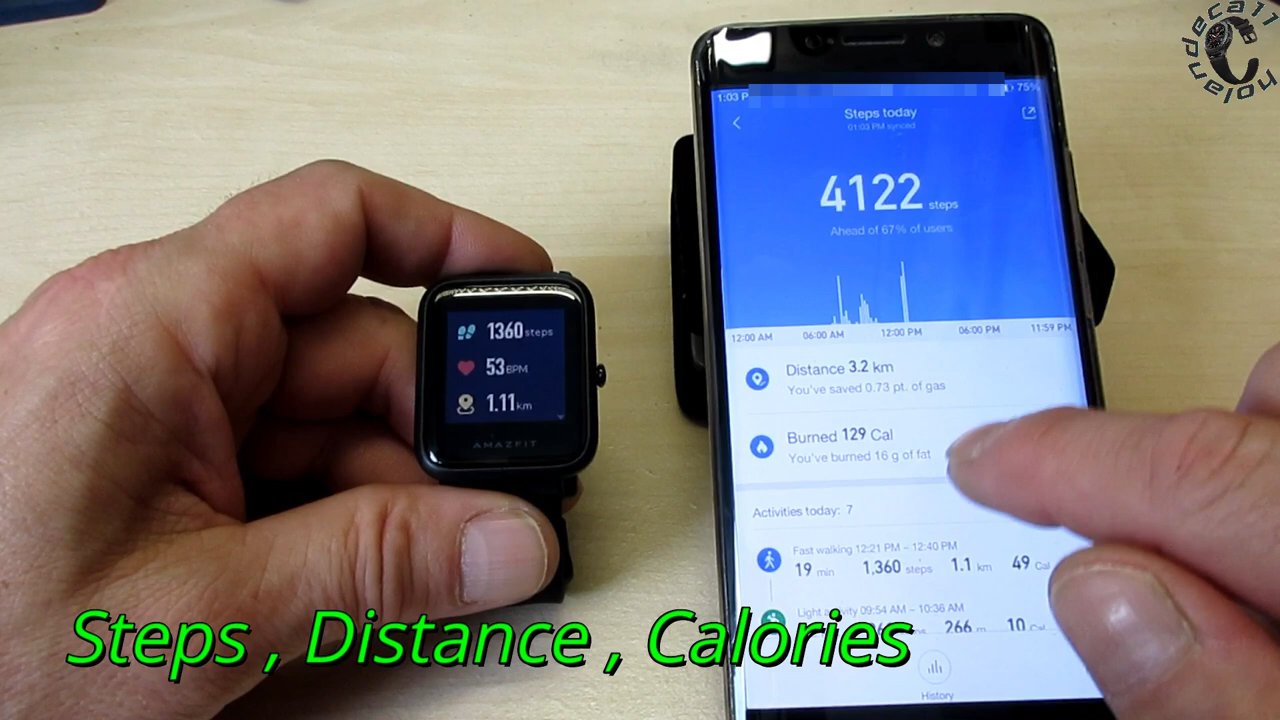 holandeca11
1:03 P
75%
Steps today
01:03 PM synced
4122 steps
Ahead of 67% of users
12:00 AM 06:00 AM 12:00 PM 06:00 PM 11:59 PM
Distance 3.2 km
You've saved 0.73 pt. of gas
Burned 129 Cal
You've burned 16 g of fat
Activities today: 7
Fast walking 12:21 PM ~ 12:40 PM
19 min 1,360 steps 1.1 km 49 Cal
Light activity 09:54 AM ~ 10:36 AM
266 m 10 Cal
History
1360 steps
53 BPM
1.11 km
AMAZFIT
Steps , Distance , Calories